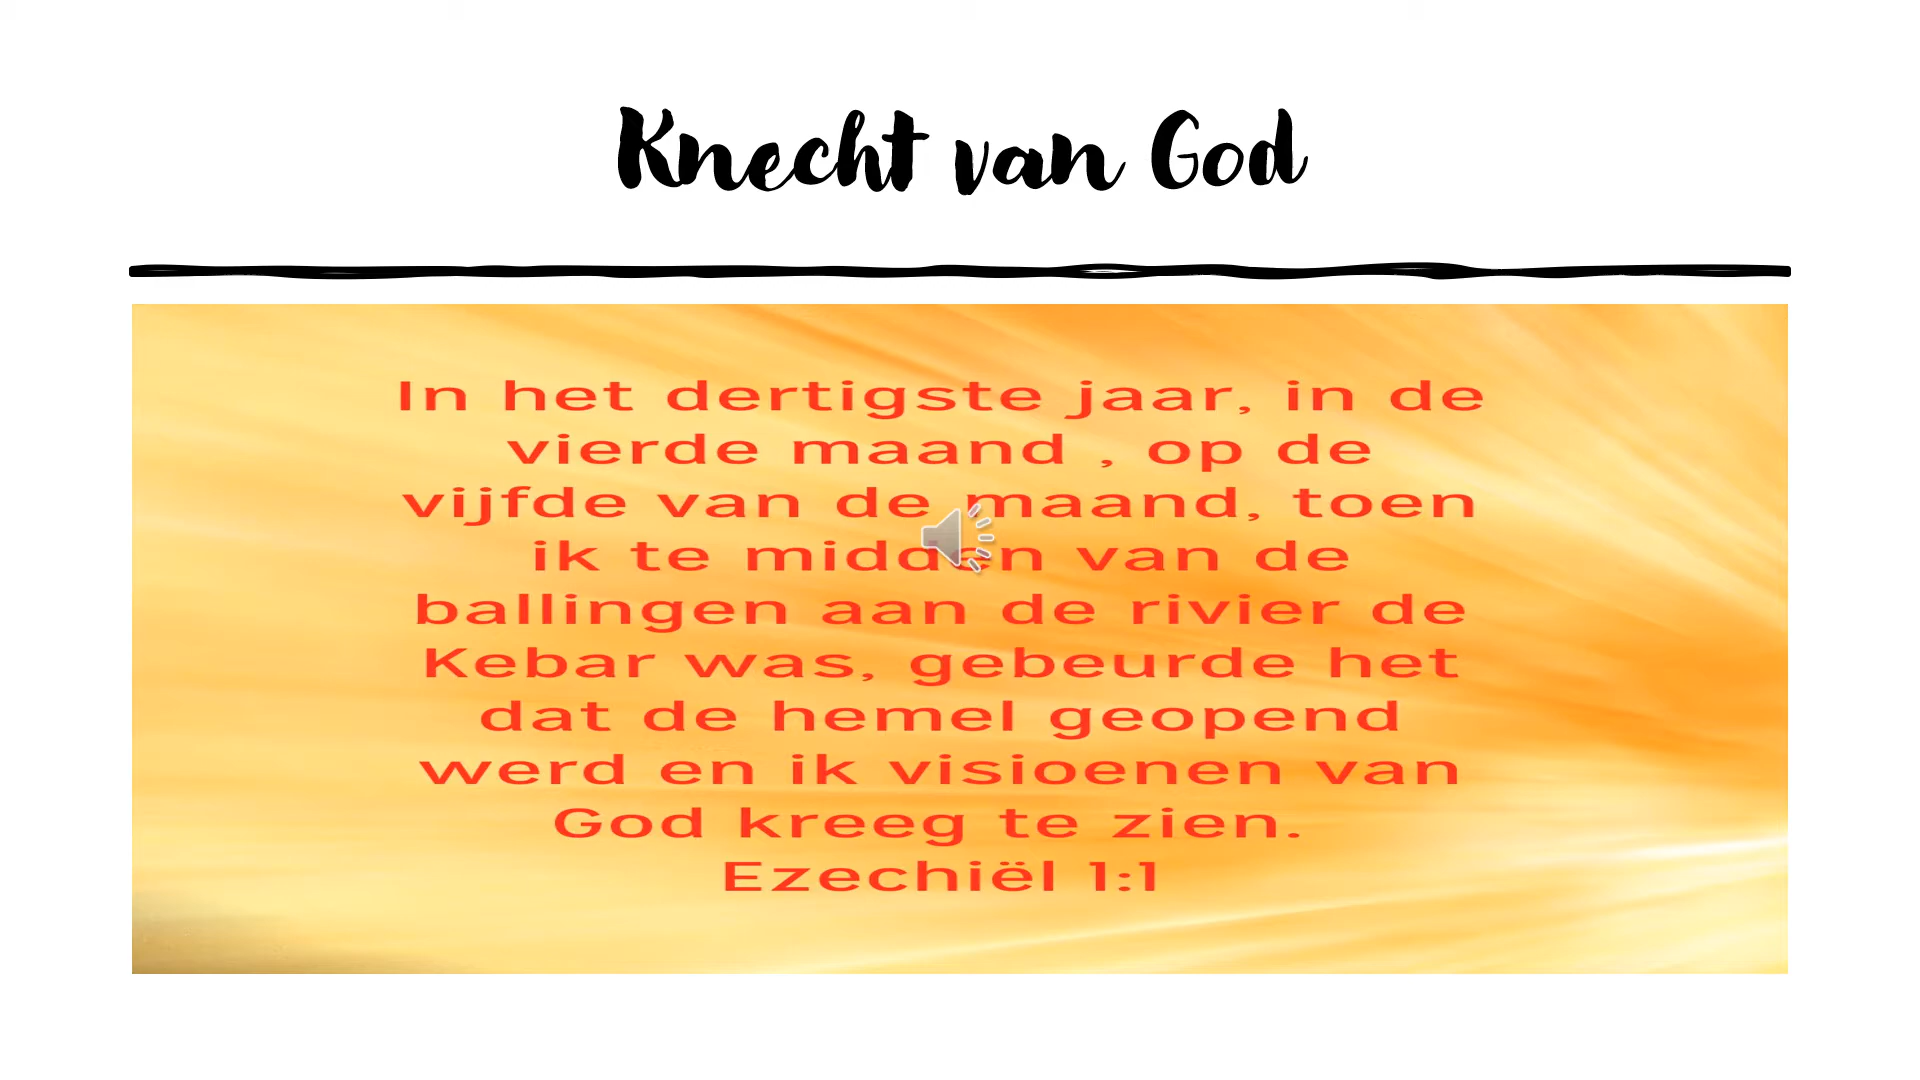 Knecht van God
In het dertigste jaar, in de
vierde maand , op de
vijfde van de maand, toen
ik te midden van de
ballingen aan de rivier de
Kebar was, gebeurde het
dat de hemel geopend
werd en ik visioenen van
God kreeg te zien.
Ezechiël 1:1